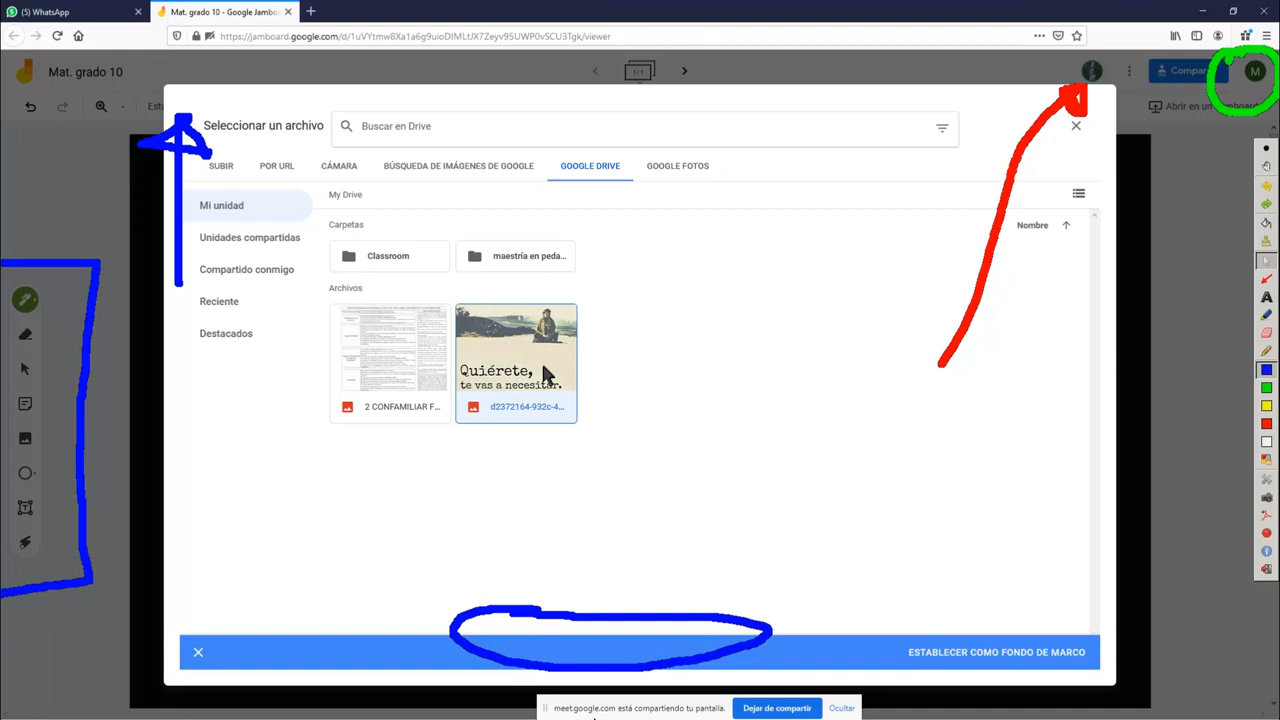 (5) WhatsApp
Mat. grado 10 - Google Jamboa
https://jamboard.google.com/d/1uVYtmw8Xa1a6g9uioDIMLtJX7Zeyv95UWP0vSCU3Tgk/viewer
Mat. grado 10
1/1
Compar
M
Abrir en un
Seleccionar un archivo
Buscar en Drive
SUBIR
POR URL
CÁMARA
BÚSQUEDA DE IMÁGENES DE GOOGLE
GOOGLE DRIVE
GOOGLE FOTOS
Mi unidad
My Drive
Unidades compartidas
Carpetas
Nombre
Compartido conmigo
Classroom
maestría en peda...
Reciente
Archivos
Destacados
Quiérete,
te vas a necesitar.
2 CONFAMILIAR F...
d2372164-932c-4...
ESTABLECER COMO FONDO DE MARCO
meet.google.com está compartiendo tu pantalla.
Dejar de compartir
Ocultar